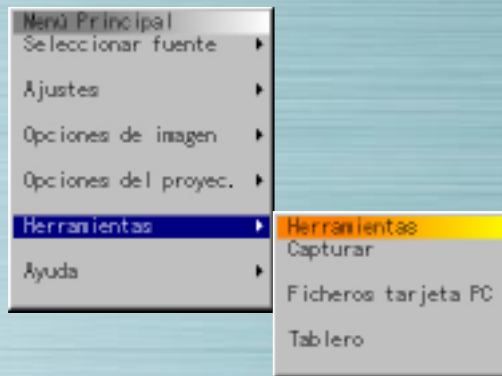 Menú Principal
Seleccionar fuente
Ajustes
Opciones de imagen
Opciones del proyec.
Herramientas
Ayuda
Herramientas
Capturar
Ficheros tarjeta PC
Tablero